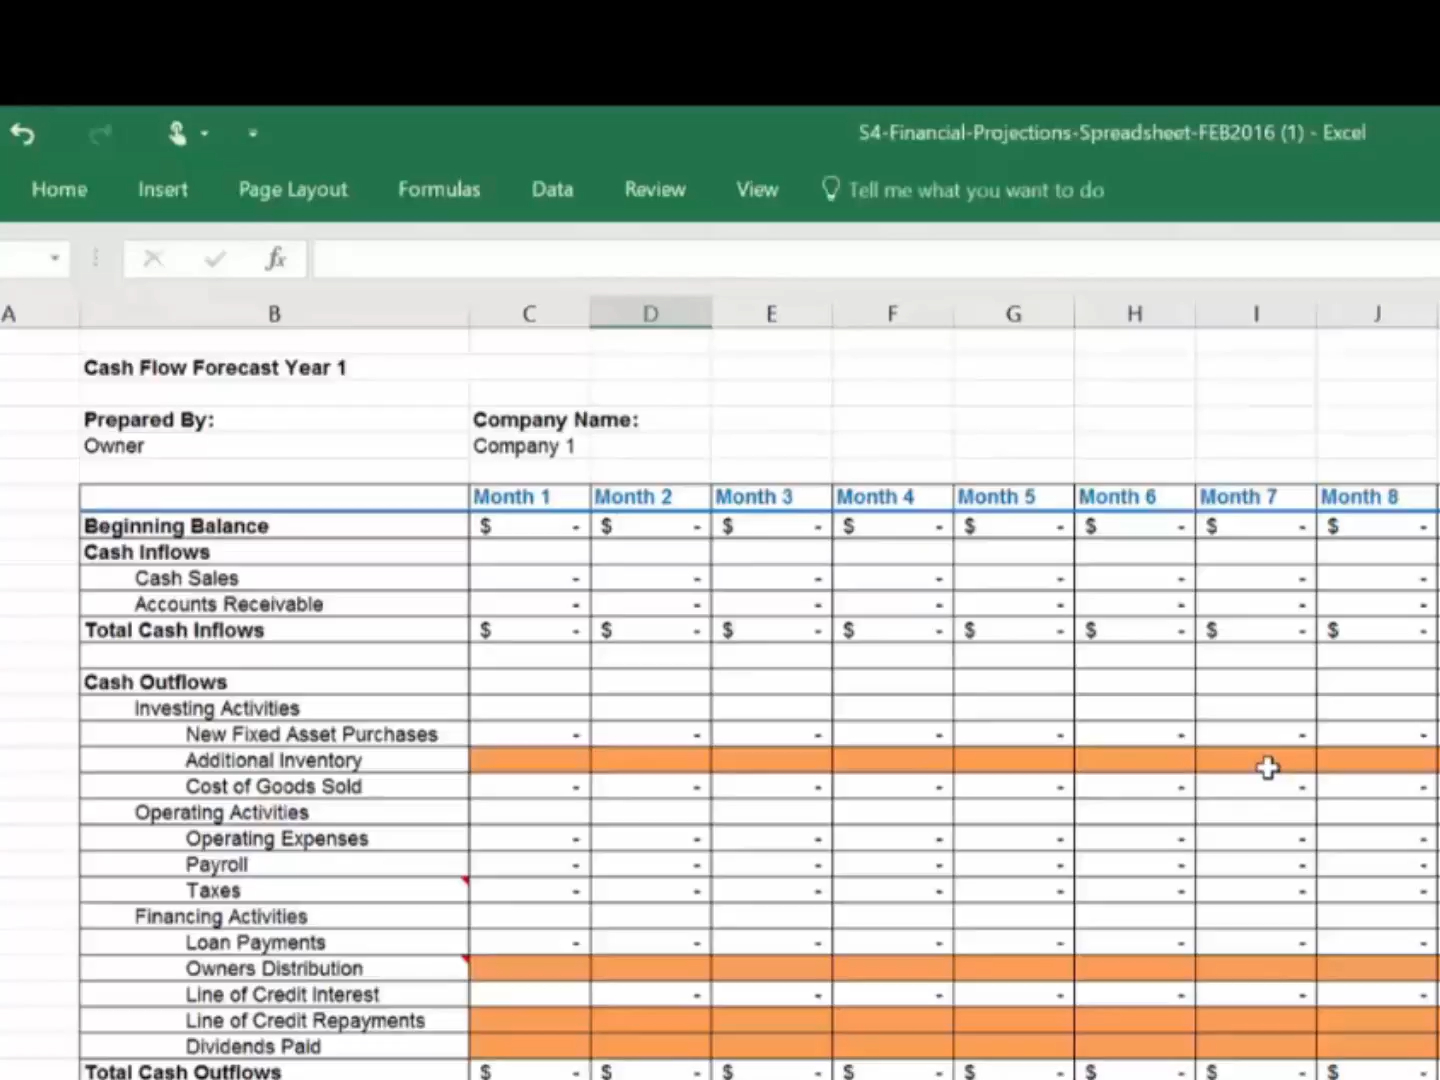 S4-Financial-Projections-Spreadsheet-FEB2016 (1) - Excel
Home Insert Page Layout Formulas Data Review View Tell me what you want to do
fx
A B C D E F G H I J
Cash Flow Forecast Year 1
Prepared By: Company Name:
Owner Company 1
Month 1 Month 2 Month 3 Month 4 Month 5 Month 6 Month 7 Month 8
Beginning Balance $ - $ - $ - $ - $ - $ - $ - $ -
Cash Inflows
Cash Sales - - - - - - - -
Accounts Receivable - - - - - - - -
Total Cash Inflows $ - $ - $ - $ - $ - $ - $ - $ -
Cash Outflows
Investing Activities
New Fixed Asset Purchases - - - - - - - -
Additional Inventory
Cost of Goods Sold - - - - - - - -
Operating Activities
Operating Expenses - - - - - - - -
Payroll - - - - - - - -
Taxes - - - - - - - -
Financing Activities
Loan Payments - - - - - - - -
Owners Distribution
Line of Credit Interest - - - - - - -
Line of Credit Repayments
Dividends Paid
Total Cash Outflows $ - $ - $ - $ - $ - $ - $ - $ -